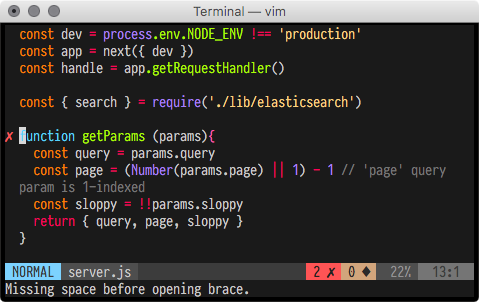 Terminal — vim
const dev = process.env.NODE_ENV !== 'production'
const app = next({ dev })
const handle = app.getRequestHandler()
const { search } = require('./lib/elasticsearch')
✗ function getParams (params){
const query = params.query
const page = (Number(params.page) || 1) - 1 // 'page' query
param is 1-indexed
const sloppy = !!params.sloppy
return { query, page, sloppy }
}
NORMAL server.js 2 ✗ 0 ♦ 22% 13:1
Missing space before opening brace.